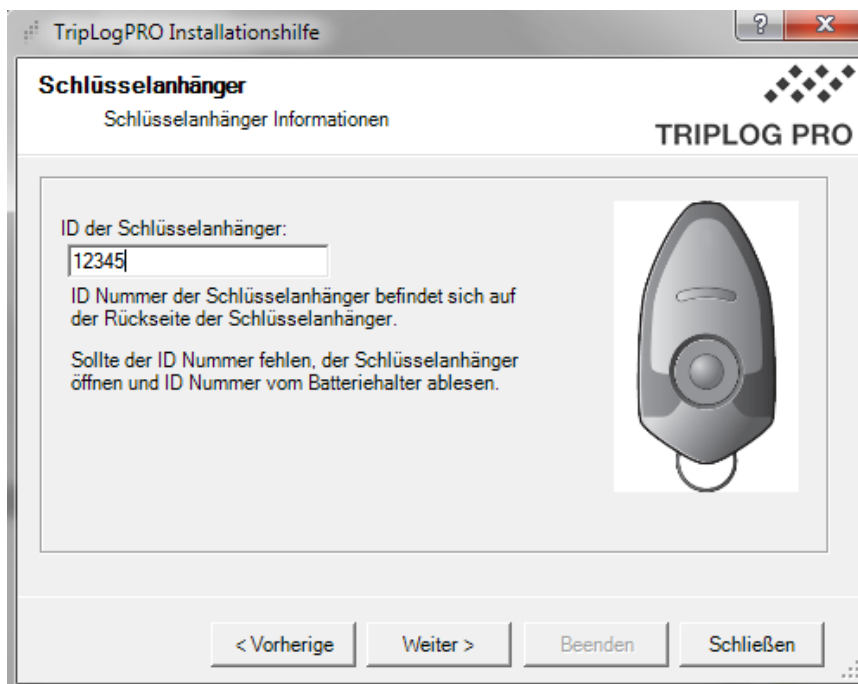 TripLogPRO Installationshilfe
Schlüsselanhänger
Schlüsselanhänger Informationen
TRIPLOG PRO
ID der Schlüsselanhänger:
12345
ID Nummer der Schlüsselanhänger befindet sich auf
der Rückseite der Schlüsselanhänger.
Sollte der ID Nummer fehlen, der Schlüsselanhänger
öffnen und ID Nummer vom Batteriehalter ablesen.
< Vorherige
Weiter >
Beenden
Schließen